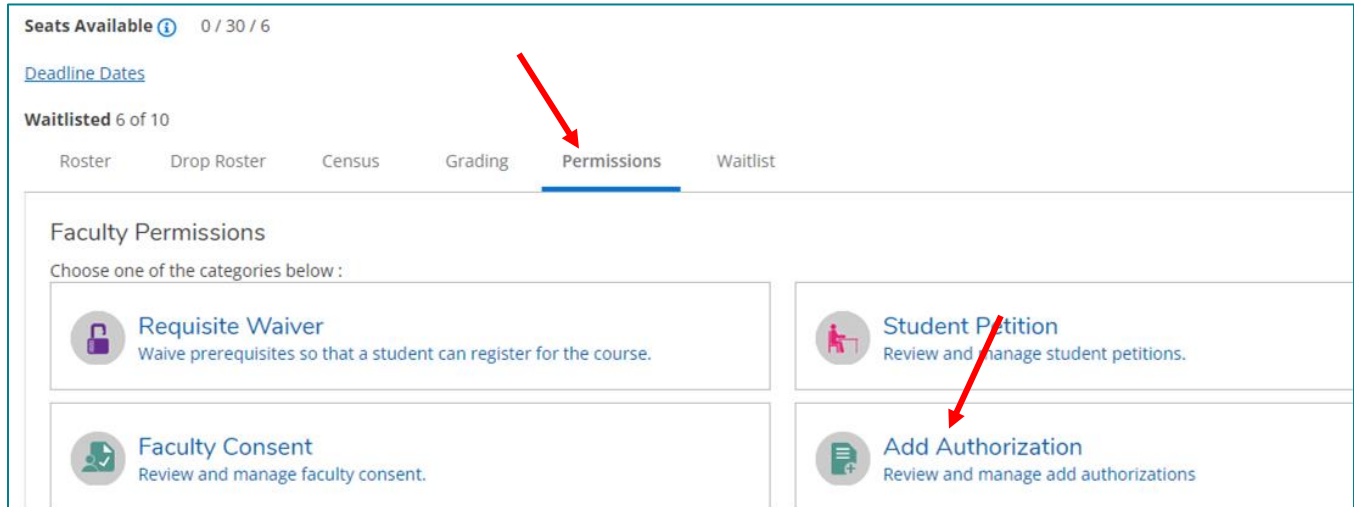 Seats Available 0 / 30 / 6
Deadline Dates
Waitlisted 6 of 10
Roster Drop Roster Census Grading Permissions Waitlist
Faculty Permissions
Choose one of the categories below :
Requisite Waiver
Waive prerequisites so that a student can register for the course.
Student Petition
Review and manage student petitions.
Faculty Consent
Review and manage faculty consent.
Add Authorization
Review and manage add authorizations